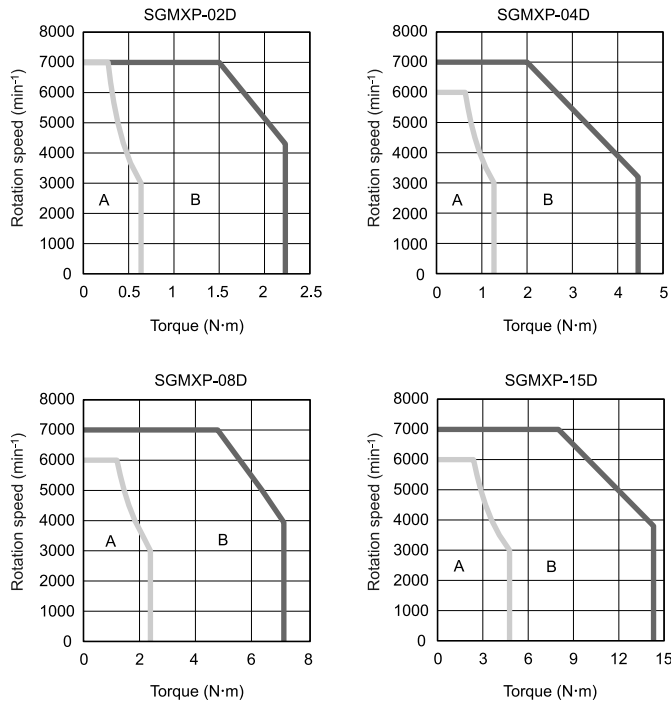 SGMXP-02D
Rotation speed (min⁻¹)
8000
7000
6000
5000
4000
3000
2000
1000
0
A
B
0 0.5 1 1.5 2 2.5
Torque (N·m)
SGMXP-04D
Rotation speed (min⁻¹)
8000
7000
6000
5000
4000
3000
2000
1000
0
A
B
0 1 2 3 4 5
Torque (N·m)
SGMXP-08D
Rotation speed (min⁻¹)
8000
7000
6000
5000
4000
3000
2000
1000
0
A
B
0 2 4 6 8
Torque (N·m)
SGMXP-15D
Rotation speed (min⁻¹)
8000
7000
6000
5000
4000
3000
2000
1000
0
A
B
0 3 6 9 12 15
Torque (N·m)